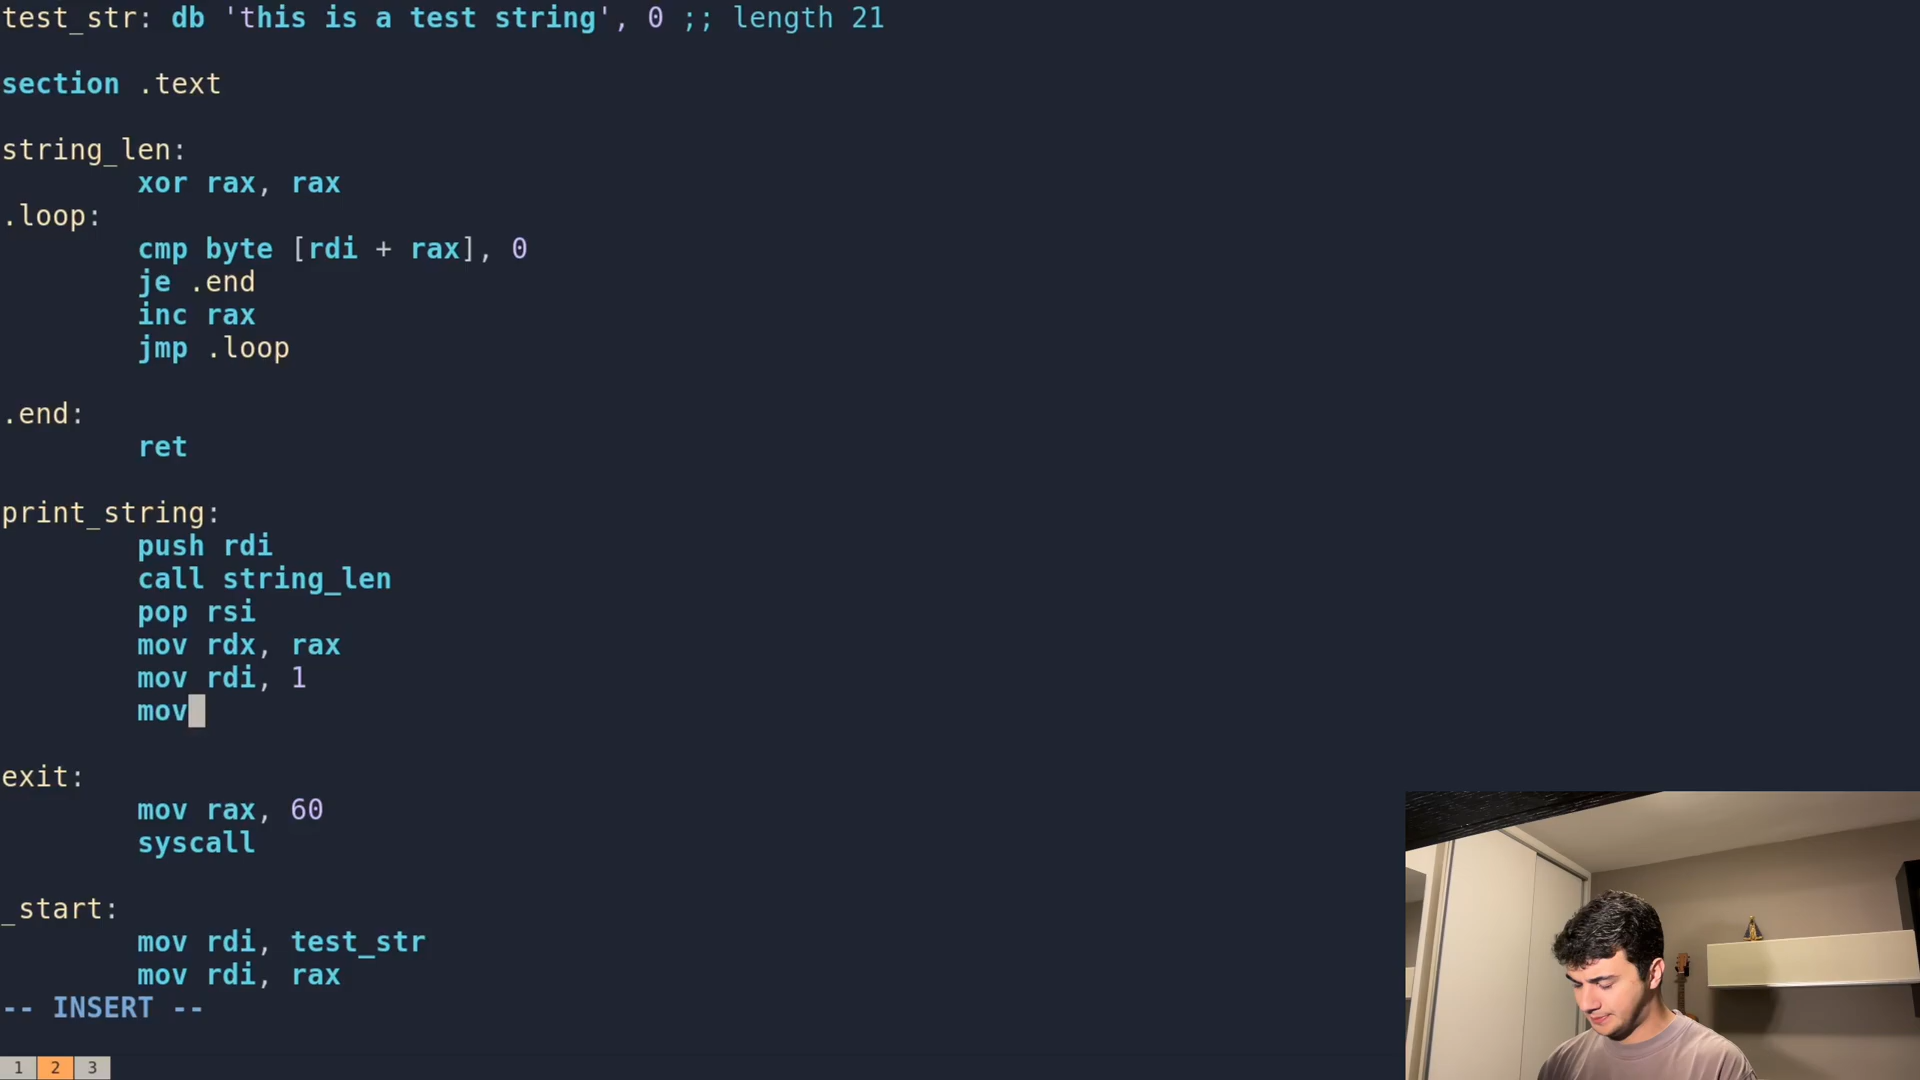 test_str: db 'this is a test string', 0 ;; length 21
section .text
string_len:
xor rax, rax
.loop:
cmp byte [rdi + rax], 0
je .end
inc rax
jmp .loop
.end:
ret
print_string:
push rdi
call string_len
pop rsi
mov rdx, rax
mov rdi, 1
mov
exit:
mov rax, 60
syscall
_start:
mov rdi, test_str
mov rdi, rax
-- INSERT --
1 2 3